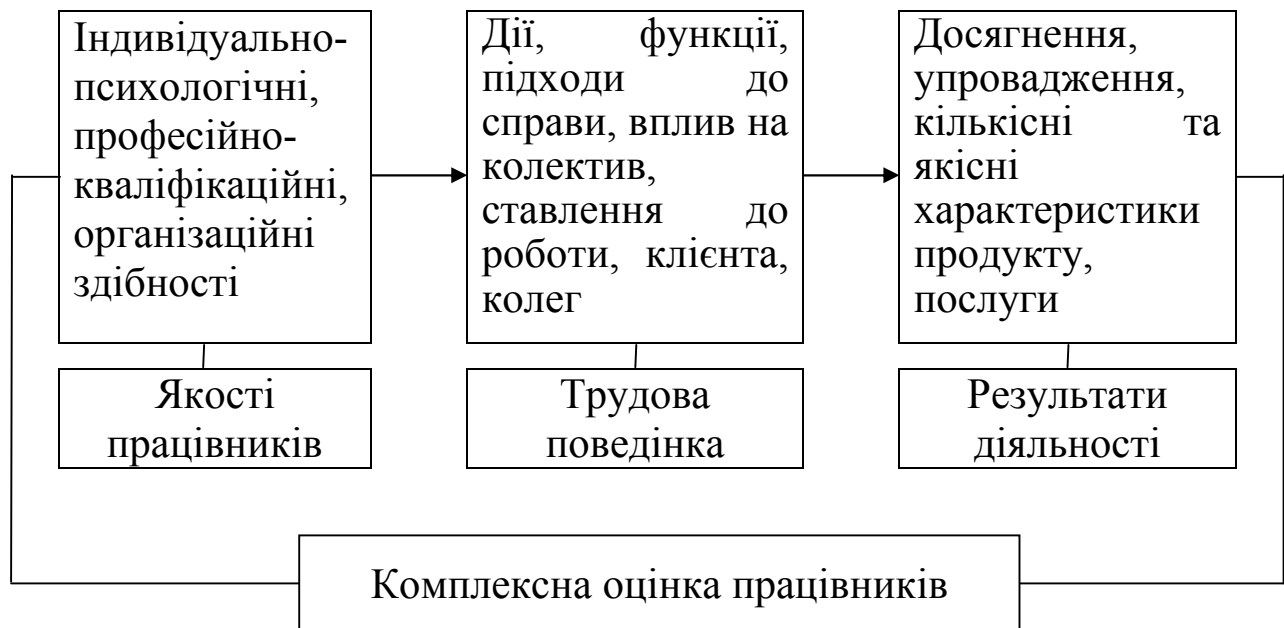 Індивідуально-
психологічні,
професійно-
кваліфікаційні,
організаційні
здібності
Дії, функції,
підходи до
справи, вплив на
колектив,
ставлення до
роботи, клієнта,
колег
Досягнення,
упровадження,
кількісні та
якісні
характеристики
продукту,
послуги
Якості
працівників
Трудова
поведінка
Результати
діяльності
Комплексна оцінка працівників